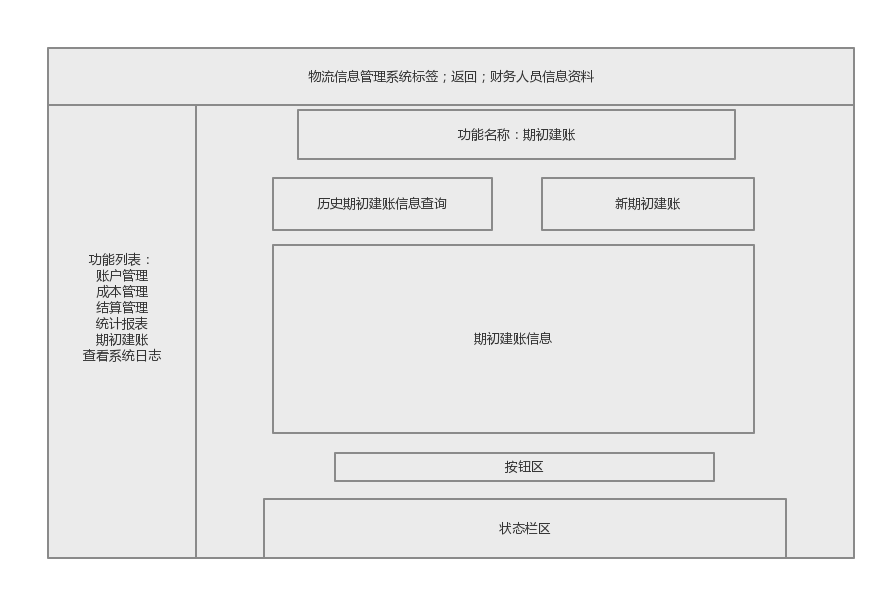 物流信息管理系统标签；返回；财务人员信息资料
功能名称：期初建账
历史期初建账信息查询
新期初建账
功能列表：
账户管理
成本管理
结算管理
统计报表
期初建账
查看系统日志
期初建账信息
按钮区
状态栏区